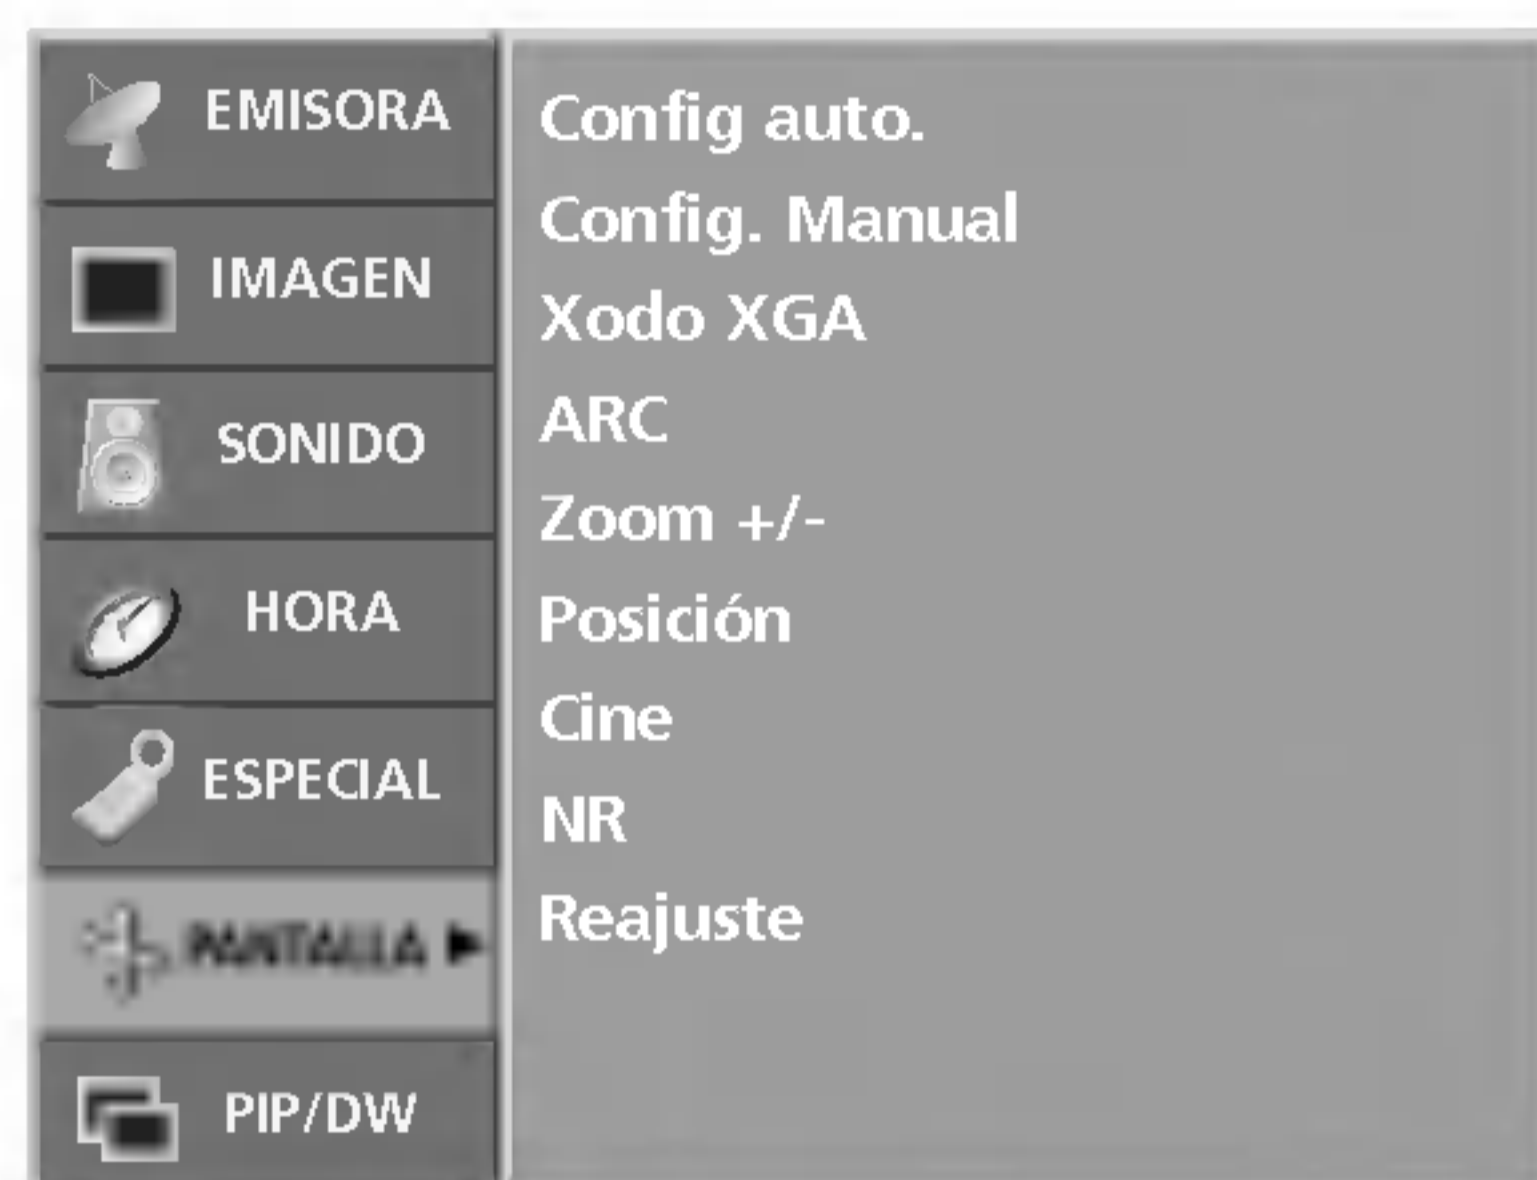 EMISORA
IMAGEN
SONIDO
HORA
ESPECIAL
PANTALLA ►
PIP/DW
Config auto.
Config. Manual
Xodo XGA
ARC
Zoom +/-
Posición
Cine
NR
Reajuste